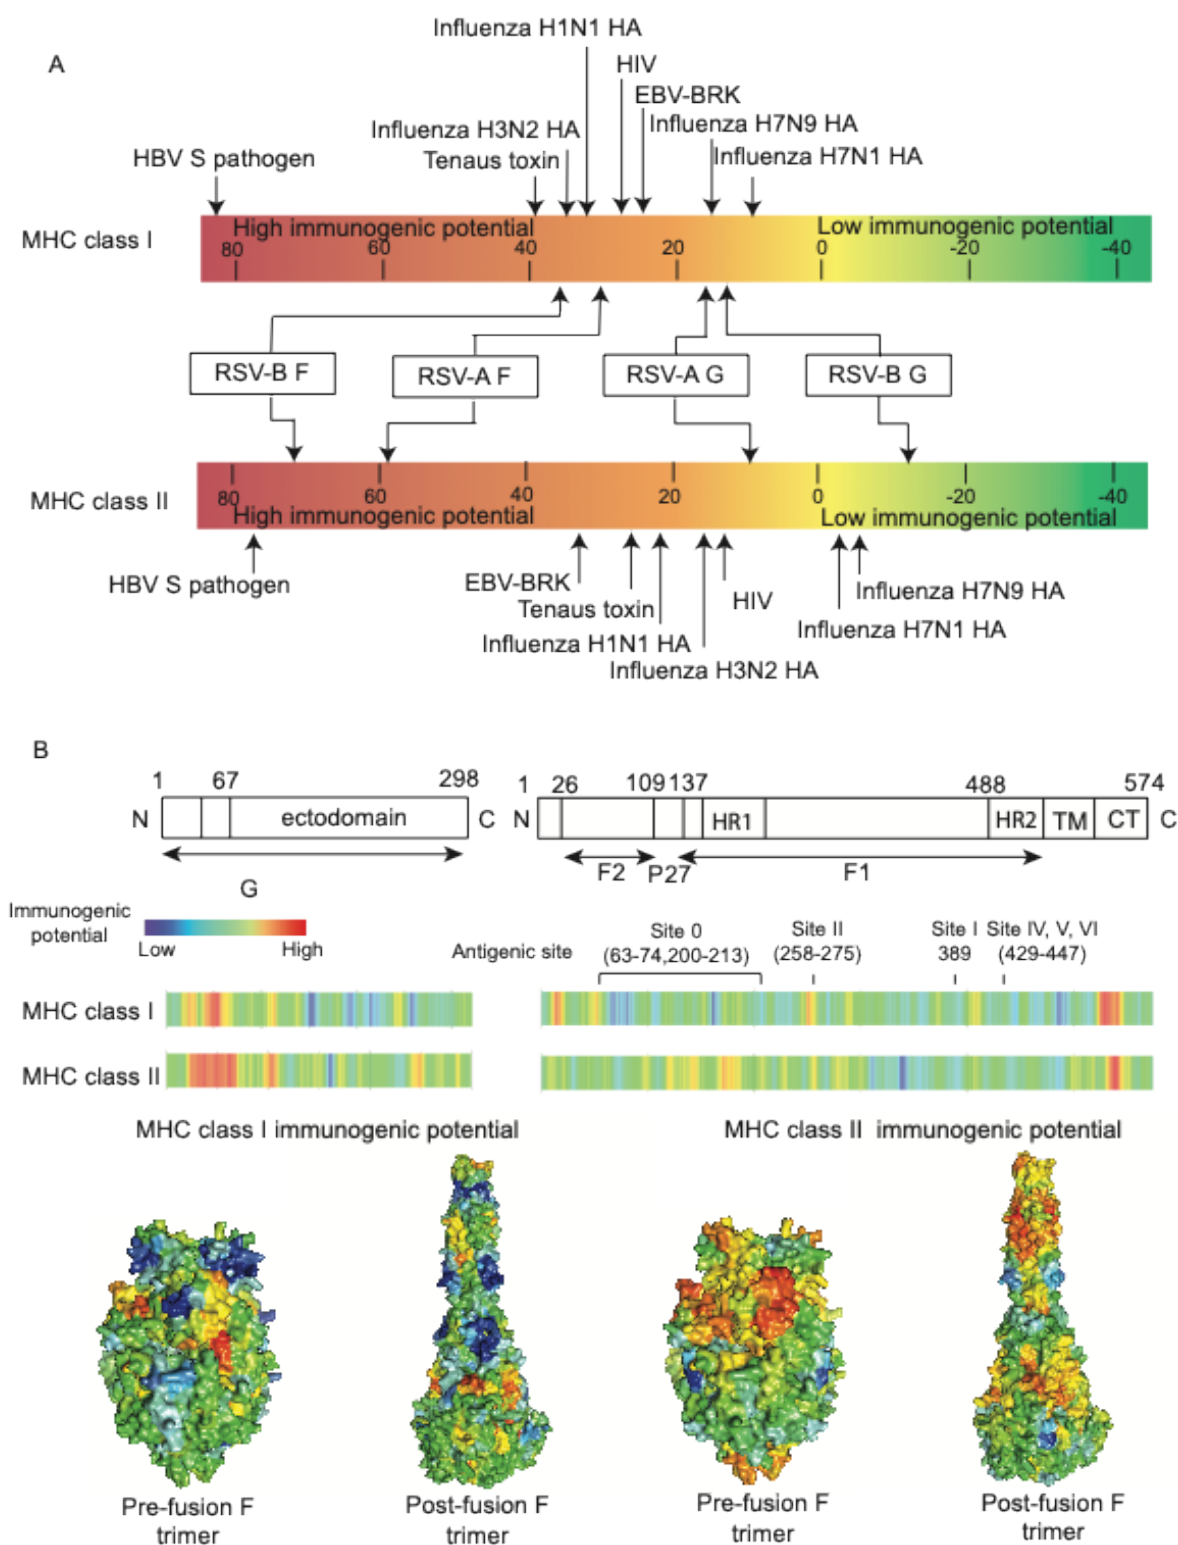 A
Influenza H1N1 HA
HIV
EBV-BRK
Influenza H3N2 HA
Influenza H7N9 HA
HBV S pathogen
Tenaus toxin
Influenza H7N1 HA
MHC class I
High immunogenic potential
Low immunogenic potential
80 60 40 20 0 -20 -40
RSV-B F
RSV-A F
RSV-A G
RSV-B G
MHC class II
80 60 40 20 0 -20 -40
High immunogenic potential
Low immunogenic potential
HBV S pathogen
EBV-BRK
Tenaus toxin
HIV
Influenza H7N9 HA
Influenza H1N1 HA
Influenza H7N1 HA
Influenza H3N2 HA
B
1 67 298
N ectodomain C
G
1 26 109 137 488 574
N HR1 HR2 TM CT C
F2 P27 F1
Immunogenic
potential
Low High
Antigenic site
Site 0
(63-74,200-213)
Site II
(258-275)
Site I
389
Site IV, V, VI
(429-447)
MHC class I
MHC class II
MHC class I immunogenic potential
MHC class II immunogenic potential
Pre-fusion F
trimer
Post-fusion F
trimer
Pre-fusion F
trimer
Post-fusion F
trimer